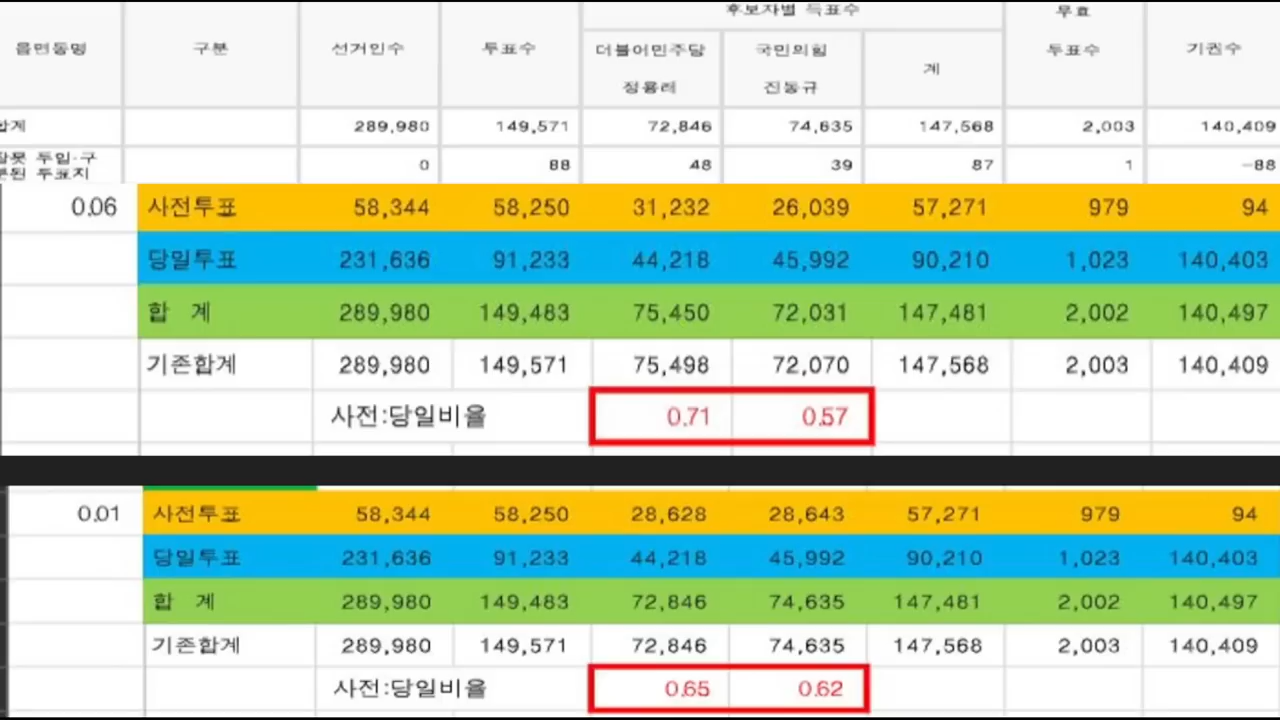 후보자별 득표수 무효
읍면동명 구분 선거인수 투표수 더불어민주당 국민의힘 계 투표수 기권수
정용래 진동규
합계 289,980 149,571 72,846 74,635 147,568 2,003 140,409
잘못 투입·구
분된 투표지 0 88 48 39 87 1 -88
0.06 사전투표 58,344 58,250 31,232 26,039 57,271 979 94
당일투표 231,636 91,233 44,218 45,992 90,210 1,023 140,403
합 계 289,980 149,483 75,450 72,031 147,481 2,002 140,497
기존합계 289,980 149,571 75,498 72,070 147,568 2,003 140,409
사전:당일비율 0.71 0.57
0.01 사전투표 58,344 58,250 28,628 28,643 57,271 979 94
당일투표 231,636 91,233 44,218 45,992 90,210 1,023 140,403
합 계 289,980 149,483 72,846 74,635 147,481 2,002 140,497
기존합계 289,980 149,571 72,846 74,635 147,568 2,003 140,409
사전:당일비율 0.65 0.62